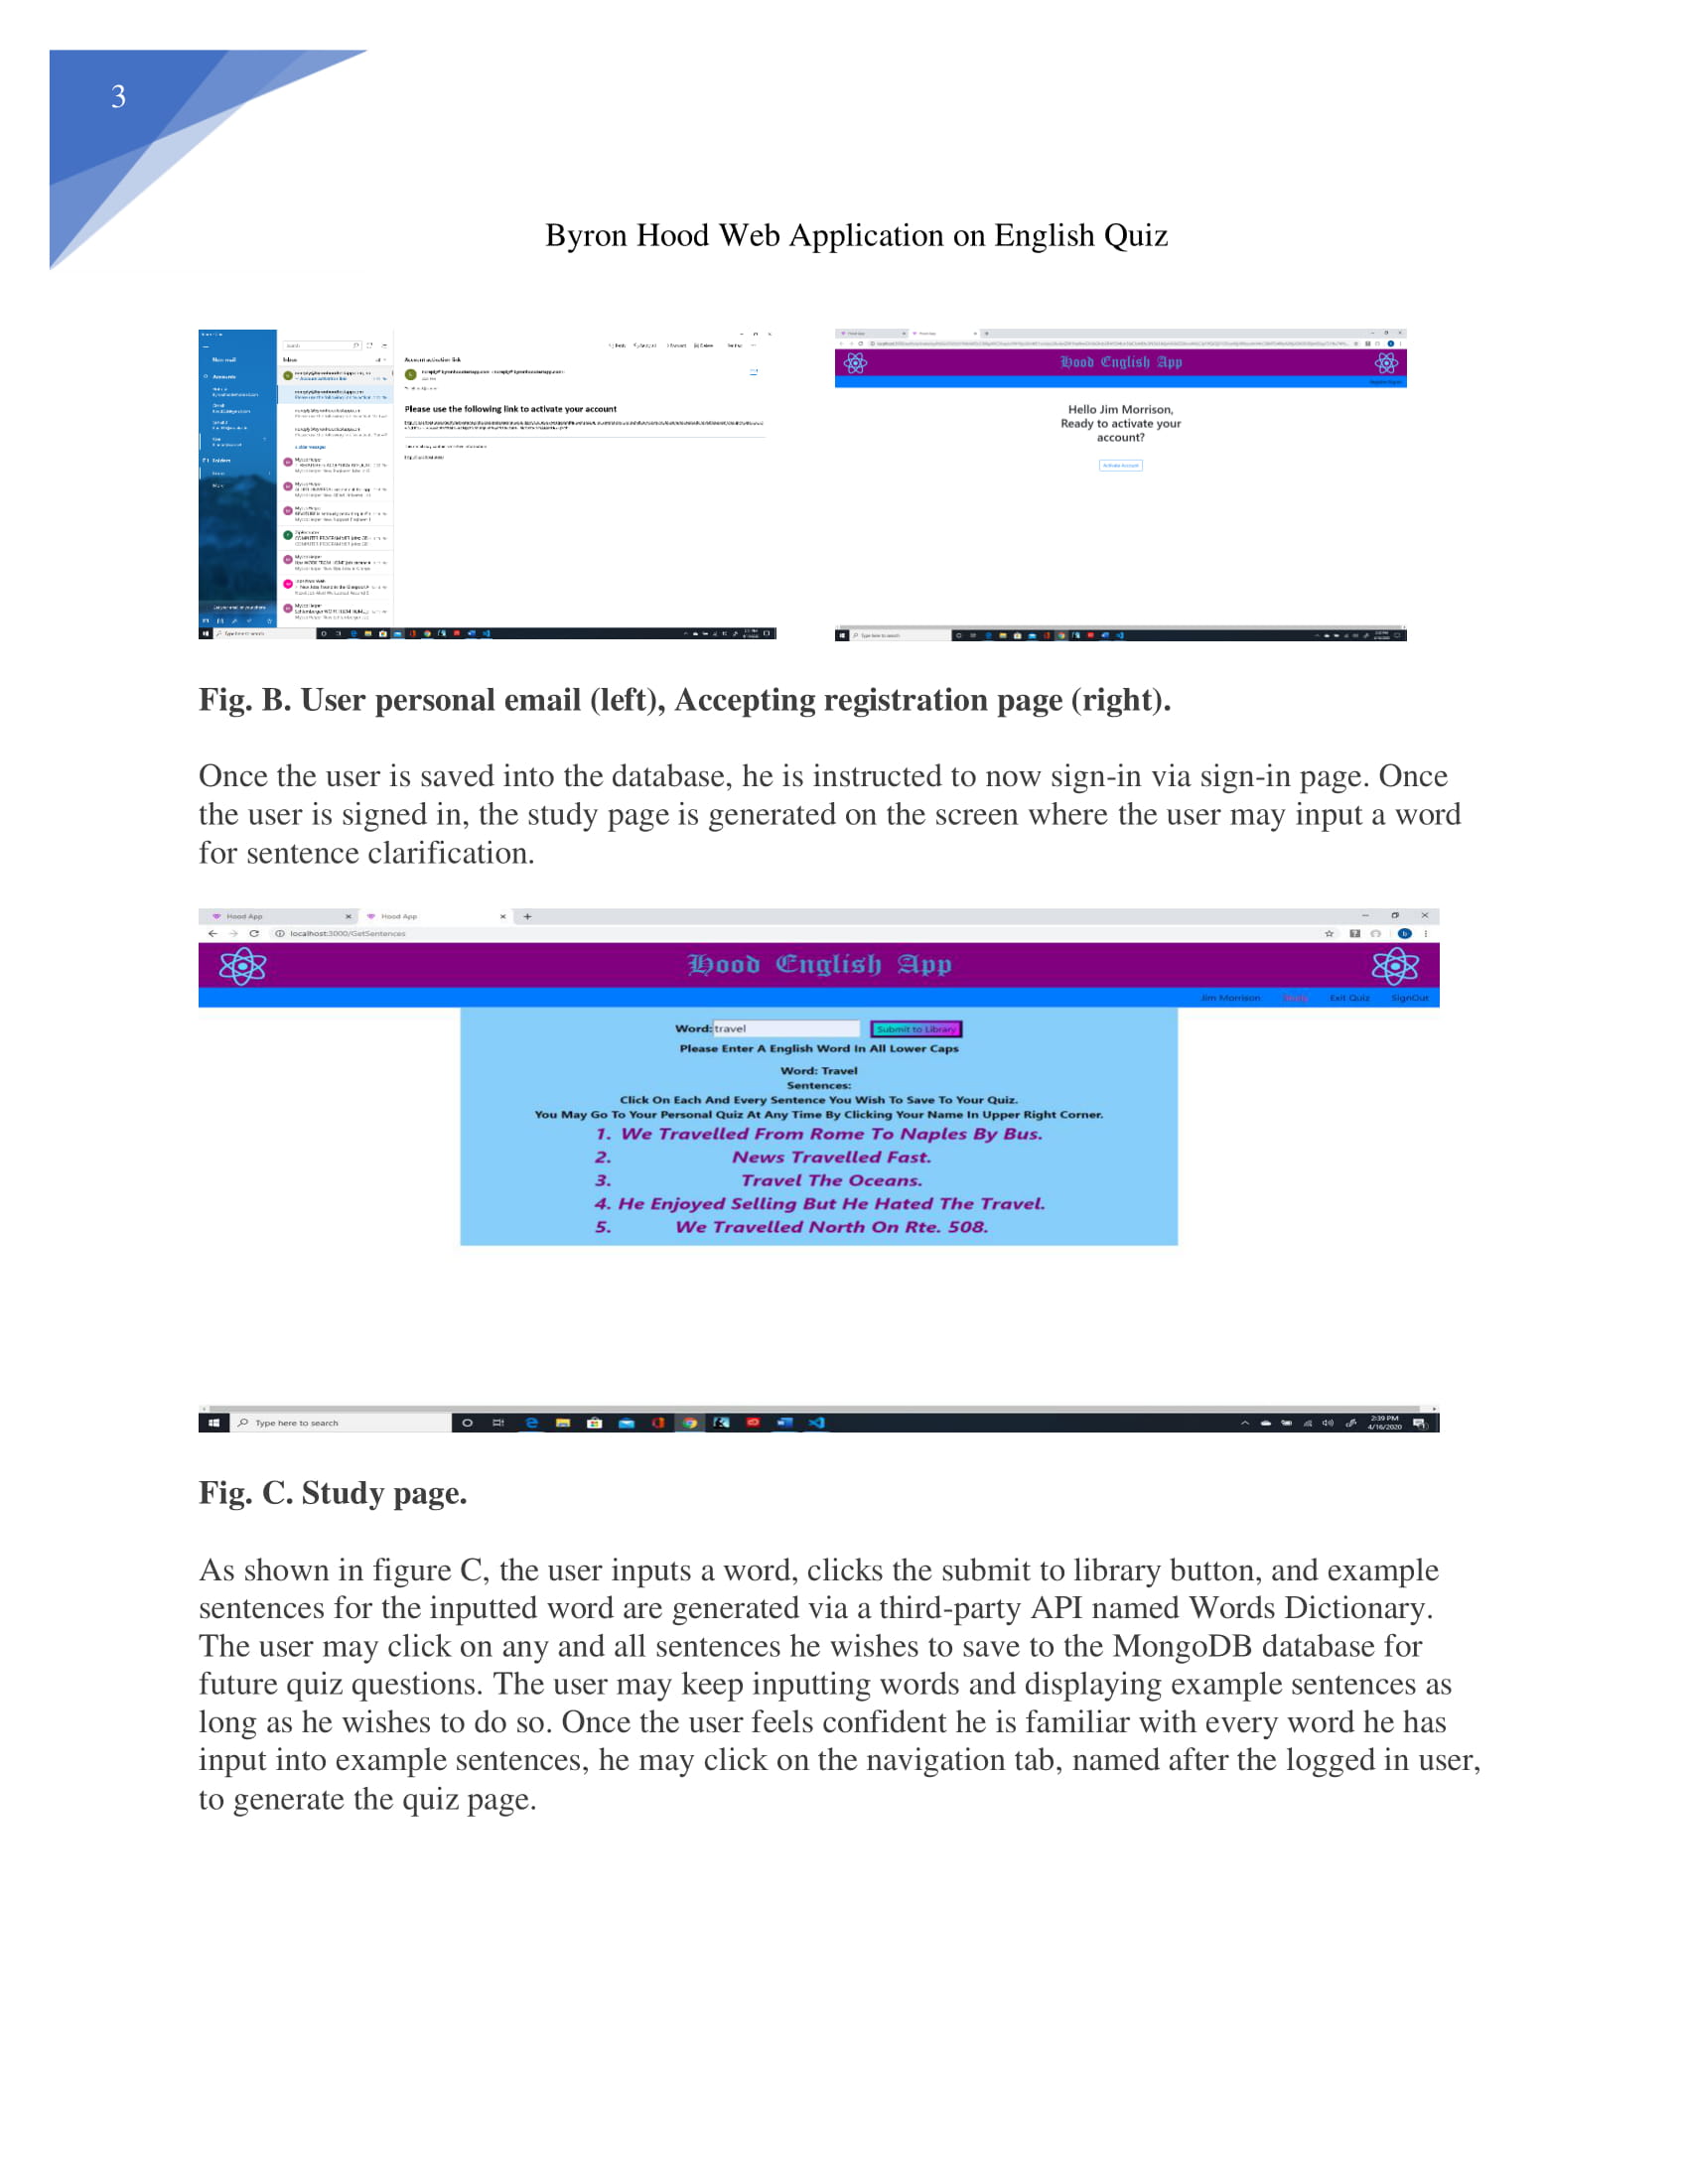 3
Byron Hood Web Application on English Quiz
Inbox
Account activation link
Please use the following link to activate your account
Hood English App
Hello Jim Morrison,
Ready to activate your
account?
Activate Account
Type here to search
Fig. B. User personal email (left), Accepting registration page (right).
Once the user is saved into the database, he is instructed to now sign-in via sign-in page. Once
the user is signed in, the study page is generated on the screen where the user may input a word
for sentence clarification.
Hood App
Hood App
localhost:3000/GetSentences
Hood English App
Jim Morrison Study Exit Quiz SignOut
Word: travel Submit to Library
Please Enter A English Word In All Lower Caps
Word: Travel
Sentences:
Click On Each And Every Sentence You Wish To Save To Your Quiz.
You May Go To Your Personal Quiz At Any Time By Clicking Your Name In Upper Right Corner.
1. We Travelled From Rome To Naples By Bus.
2. News Travelled Fast.
3. Travel The Oceans.
4. He Enjoyed Selling But He Hated The Travel.
5. We Travelled North On Rte. 508.
Type here to search
2:39 PM
4/16/2020
Fig. C. Study page.
As shown in figure C, the user inputs a word, clicks the submit to library button, and example
sentences for the inputted word are generated via a third-party API named Words Dictionary.
The user may click on any and all sentences he wishes to save to the MongoDB database for
future quiz questions. The user may keep inputting words and displaying example sentences as
long as he wishes to do so. Once the user feels confident he is familiar with every word he has
input into example sentences, he may click on the navigation tab, named after the logged in user,
to generate the quiz page.